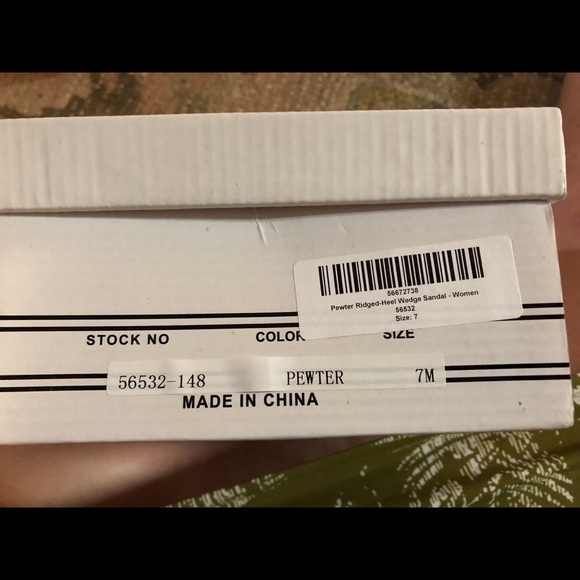 56672738
Pewter Ridged-Heel Wedge Sandal - Women
56532
Size: 7
STOCK NO COLOR SIZE
56532-148 PEWTER 7M
MADE IN CHINA